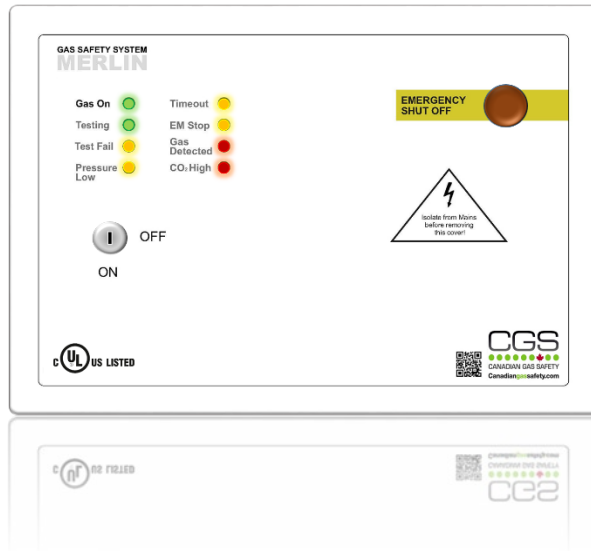 GAS SAFETY SYSTEM
MERLIN
Gas On
Testing
Test Fail
Pressure
Low
Timeout
EM Stop
Gas
Detected
CO₂ High
EMERGENCY
SHUT OFF
Isolate from Mains
before removing
this cover!
OFF
ON
C UL US LISTED
CGS
CANADIAN GAS SAFETY
Canadiangassafety.com